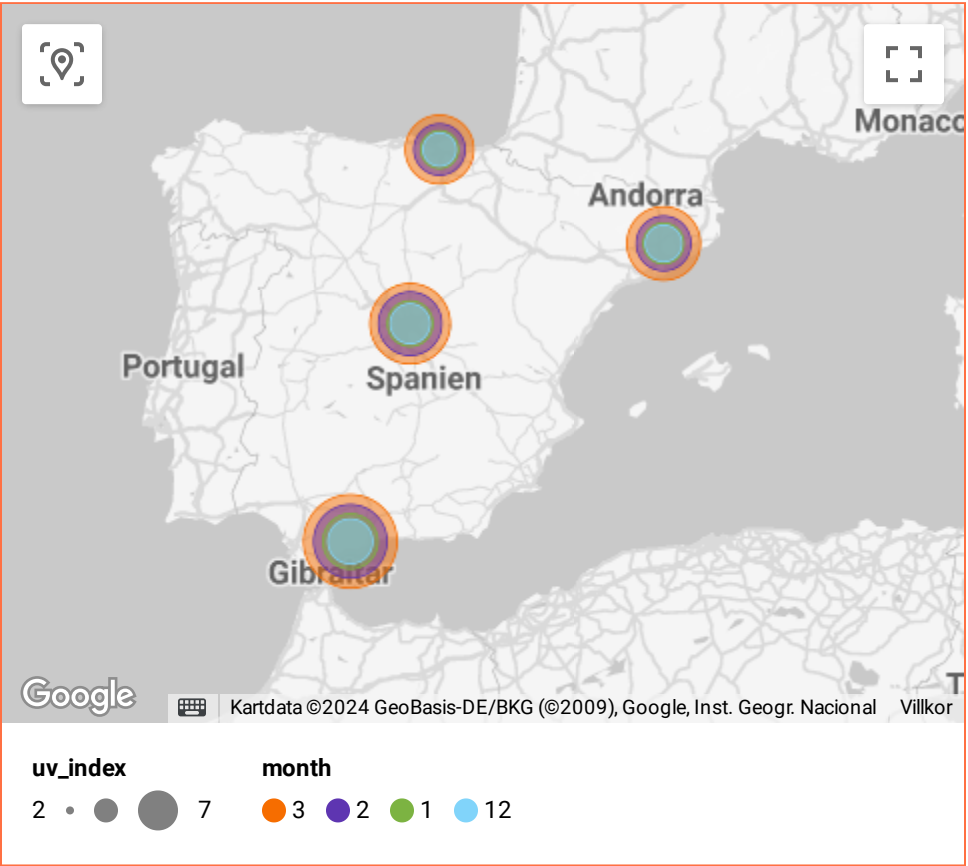 Monaco
Andorra
Portugal
Spanien
Gibraltar
Google
Kartdata ©2024 GeoBasis-DE/BKG (©2009), Google, Inst. Geogr. Nacional Villkor
uv_index month
2 7 3 2 1 12